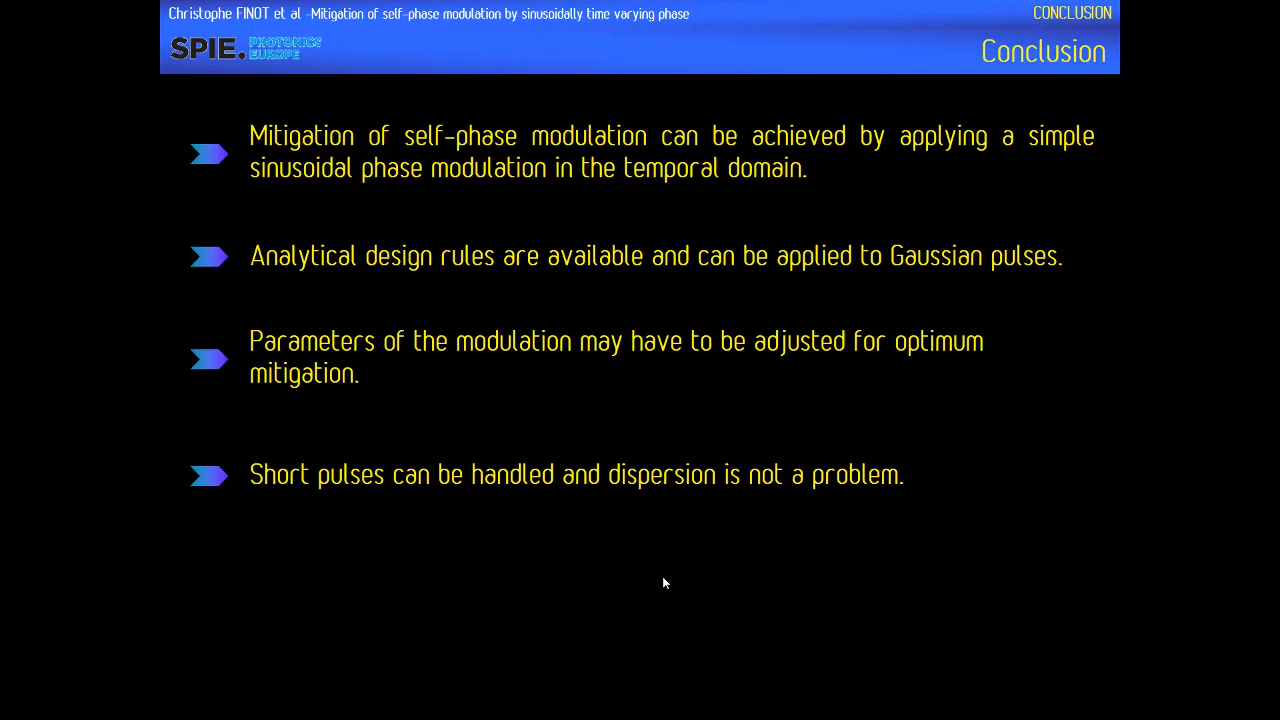 Christophe FINOT et al -Mitigation of self-phase modulation by sinusoidally time varying phase
CONCLUSION
SPIE. PHOTONICS
EUROPE
Conclusion
Mitigation of self-phase modulation can be achieved by applying a simple
sinusoidal phase modulation in the temporal domain.
Analytical design rules are available and can be applied to Gaussian pulses.
Parameters of the modulation may have to be adjusted for optimum
mitigation.
Short pulses can be handled and dispersion is not a problem.